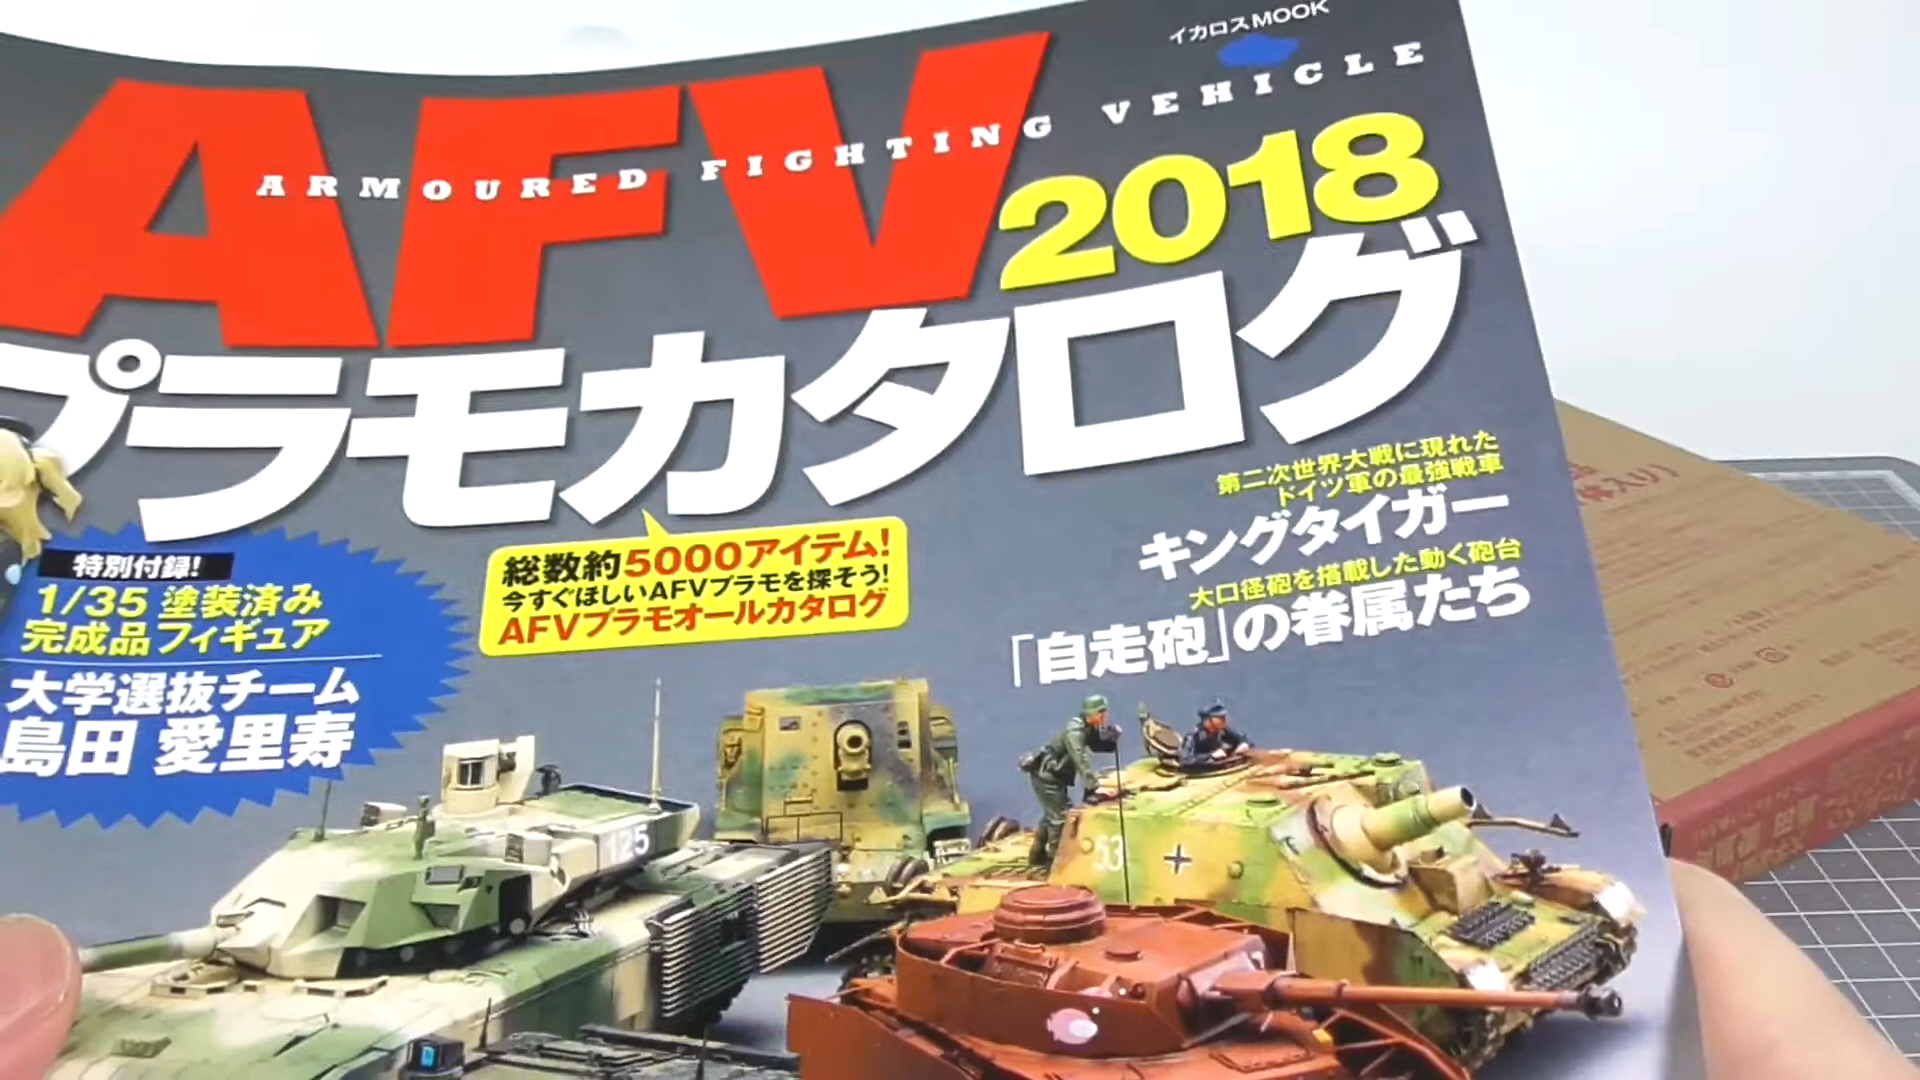 イカロスMOOK
AFV
ARMOURED FIGHTING VEHICLE
2018
プラモカタログ
第二次世界大戦に現れた
ドイツ軍の最強戦車
キングタイガー
大口径砲を搭載した動く砲台
「自走砲」の眷属たち
総数約5000アイテム!
今すぐほしいAFVプラモを探そう!
AFVプラモオールカタログ
特別付録!
1/35 塗装済み
完成品フィギュア
大学選抜チーム
島田 愛里寿
125
53
体入り)